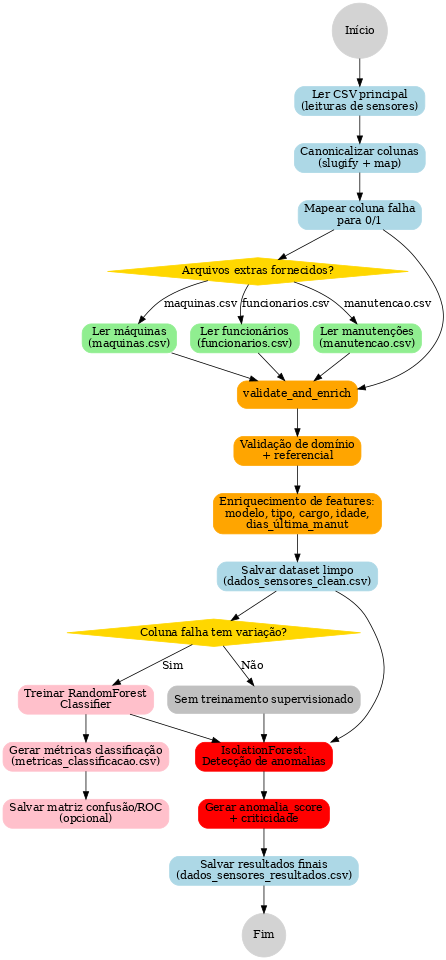 Início
Ler CSV principal
(leituras de sensores)
Canonicalizar colunas
(slugify + map)
Mapear coluna falha
para 0/1
Arquivos extras fornecidos?
maquinas.csv
funcionarios.csv
manutencao.csv
Ler máquinas
(maquinas.csv)
Ler funcionários
(funcionarios.csv)
Ler manutenções
(manutencao.csv)
validate_and_enrich
Validação de domínio
+ referencial
Enriquecimento de features:
modelo, tipo, cargo, idade,
dias_última_manut
Salvar dataset limpo
(dados_sensores_clean.csv)
Coluna falha tem variação?
Sim
Não
Treinar RandomForest
Classifier
Sem treinamento supervisionado
Gerar métricas classificação
(metricas_classificacao.csv)
IsolationForest:
Detecção de anomalias
Salvar matriz confusão/ROC
(opcional)
Gerar anomalia_score
+ criticidade
Salvar resultados finais
(dados_sensores_resultados.csv)
Fim